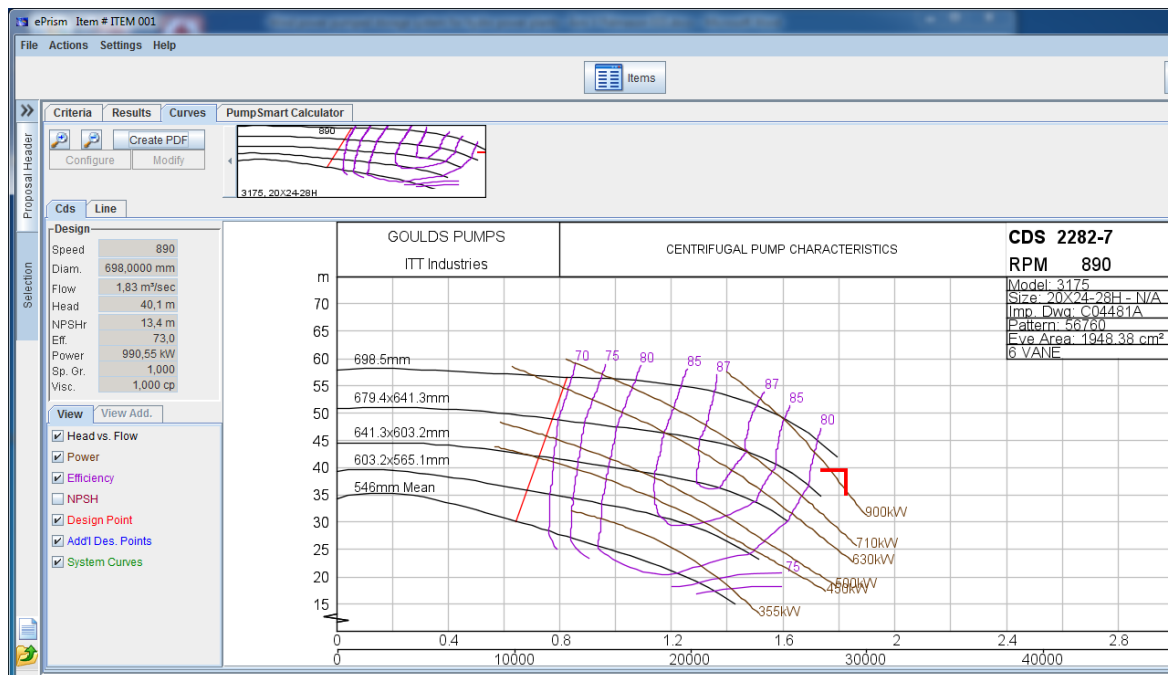 ePrism Item # ITEM 001
File Actions Settings Help
Items
Proposal Header
Selection
Criteria Results Curves PumpSmart Calculator
Create PDF
Configure Modify
890
3175, 20X24-28H
Cds Line
Design
Speed 890
Diam. 698,0000 mm
Flow 1,83 m³/sec
Head 40,1 m
NPSHr 13,4 m
Eff. 73,0
Power 990,55 kW
Sp. Gr. 1,000
Visc. 1,000 cp
View View Add.
Head vs. Flow
Power
Efficiency
NPSH
Design Point
Add'l Des. Points
System Curves
GOULDS PUMPS
ITT Industries
CENTRIFUGAL PUMP CHARACTERISTICS
CDS 2282-7
RPM 890
Model: 3175
Size: 20X24-28H - N/A
Imp. Dwg: C04481A
Pattern: 56760
Eye Area: 1948.38 cm²
6 VANE
m
70
65
60
55
50
45
40
35
30
25
20
15
698.5mm
679.4x641.3mm
641.3x603.2mm
603.2x565.1mm
546mm Mean
70 75 80 85 87
87
85
80
75
900kW
710kW
630kW
500kW
450kW
355kW
0 0.4 0.8 1.2 1.6 2 2.4 2.8
0 10000 20000 30000 40000